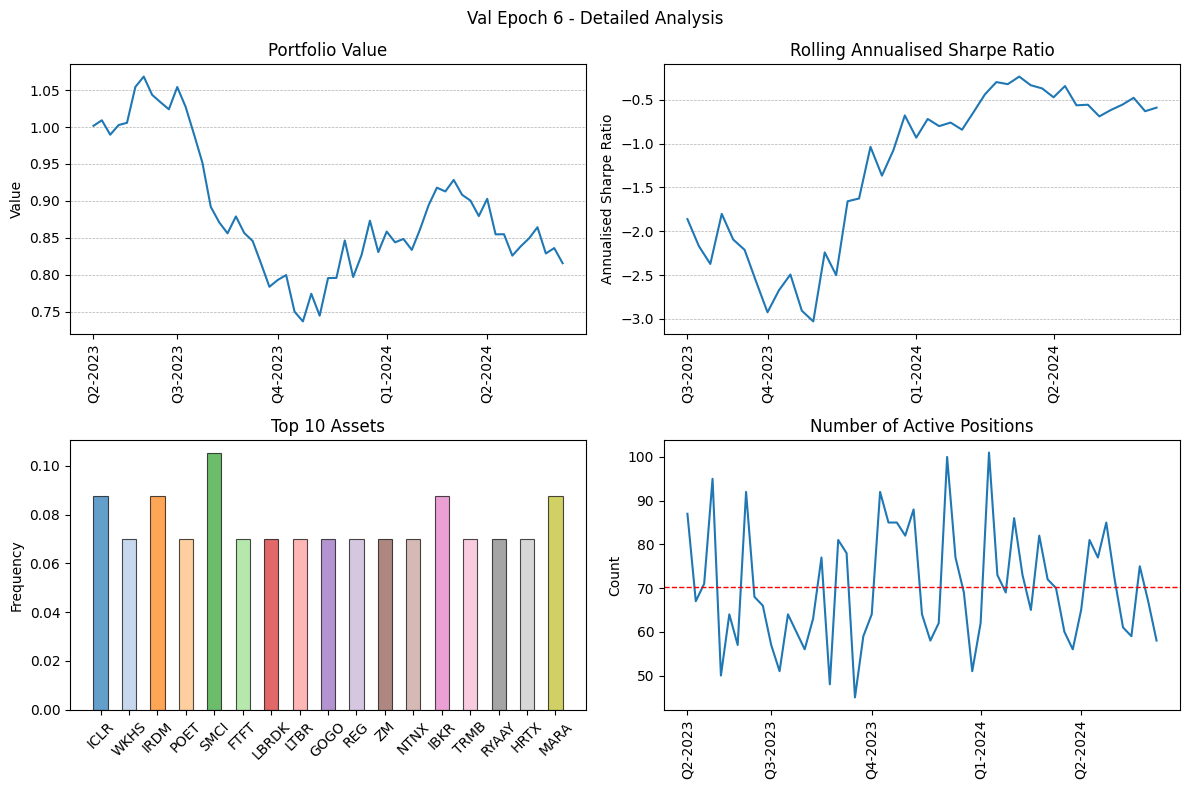 Val Epoch 6 - Detailed Analysis
Portfolio Value
Value
1.05
1.00
0.95
0.90
0.85
0.80
0.75
Q2-2023
Q3-2023
Q4-2023
Q1-2024
Q2-2024
Rolling Annualised Sharpe Ratio
Annualised Sharpe Ratio
−0.5
−1.0
−1.5
−2.0
−2.5
−3.0
Q3-2023
Q4-2023
Q1-2024
Q2-2024
Top 10 Assets
Frequency
0.10
0.08
0.06
0.04
0.02
0.00
ICLR
WKHS
IRDM
POET
SMCI
FTFT
LBRDK
LTBR
GOGO
REG
ZM
NTNX
IBKR
TRMB
RYAAY
HRTX
MARA
Number of Active Positions
Count
100
90
80
70
60
50
Q2-2023
Q3-2023
Q4-2023
Q1-2024
Q2-2024